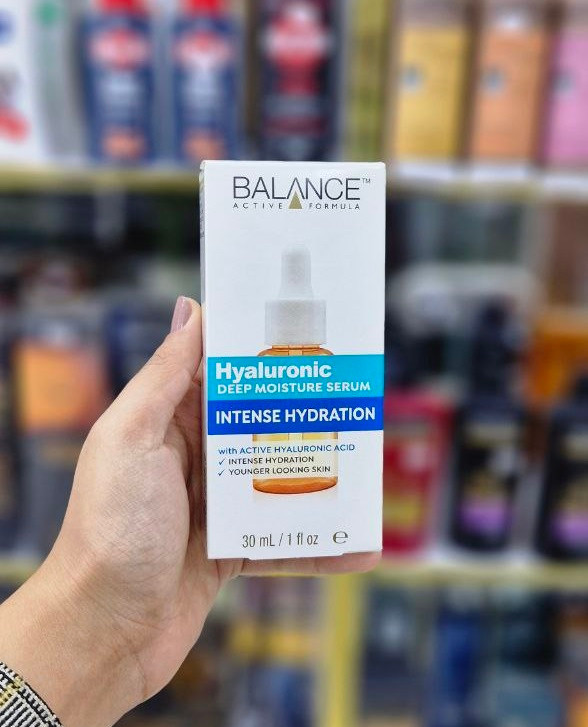 BALANCE™
ACTIVE FORMULA
Hyaluronic
DEEP MOISTURE SERUM
INTENSE HYDRATION
with ACTIVE HYALURONIC ACID
✓ INTENSE HYDRATION
✓ YOUNGER LOOKING SKIN
30 mL / 1 fl oz ℮